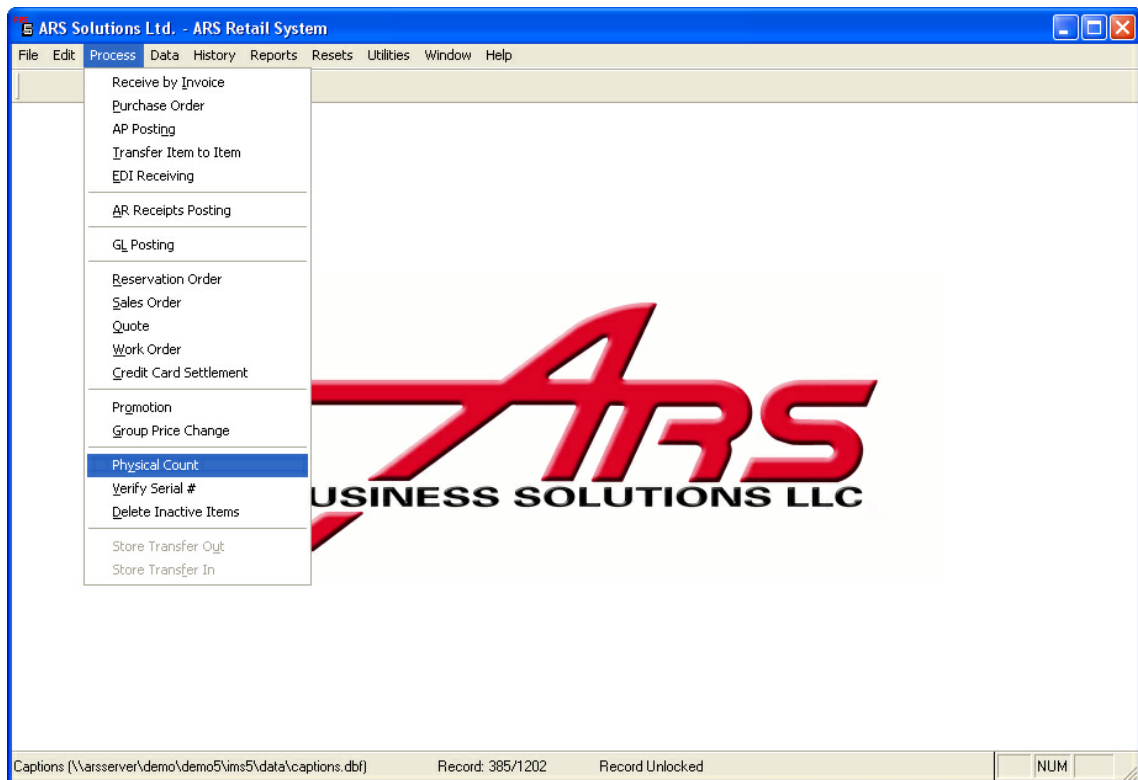 ARS Solutions Ltd. - ARS Retail System
File Edit Process Data History Reports Resets Utilities Window Help
Receive by Invoice
Purchase Order
AP Posting
Transfer Item to Item
EDI Receiving
AR Receipts Posting
GL Posting
Reservation Order
Sales Order
Quote
Work Order
Credit Card Settlement
Promotion
Group Price Change
Physical Count
Verify Serial #
Delete Inactive Items
Store Transfer Out
Store Transfer In
ARS
USINESS SOLUTIONS LLC
Captions (\\arsserver\demo\demo5\ims5\data\captions.dbf) Record: 385/1202 Record Unlocked NUM